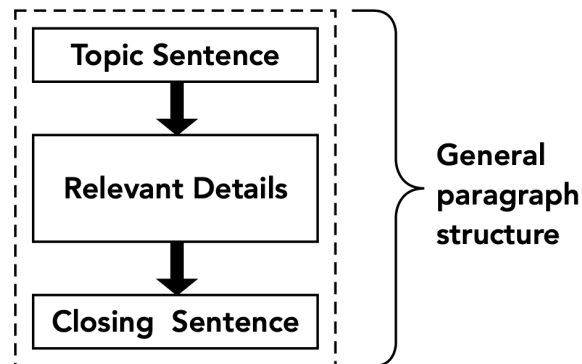 Topic Sentence
Relevant Details
Closing Sentence
General
paragraph
structure